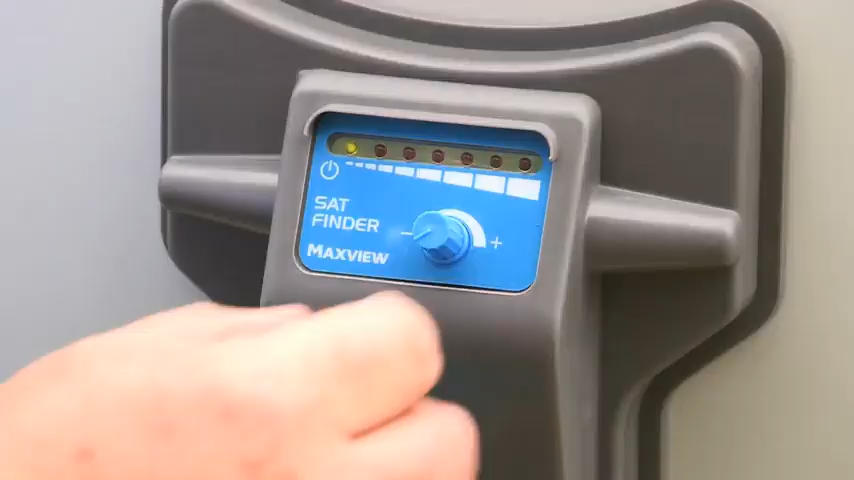 SAT
FINDER
− +
MAXVIEW